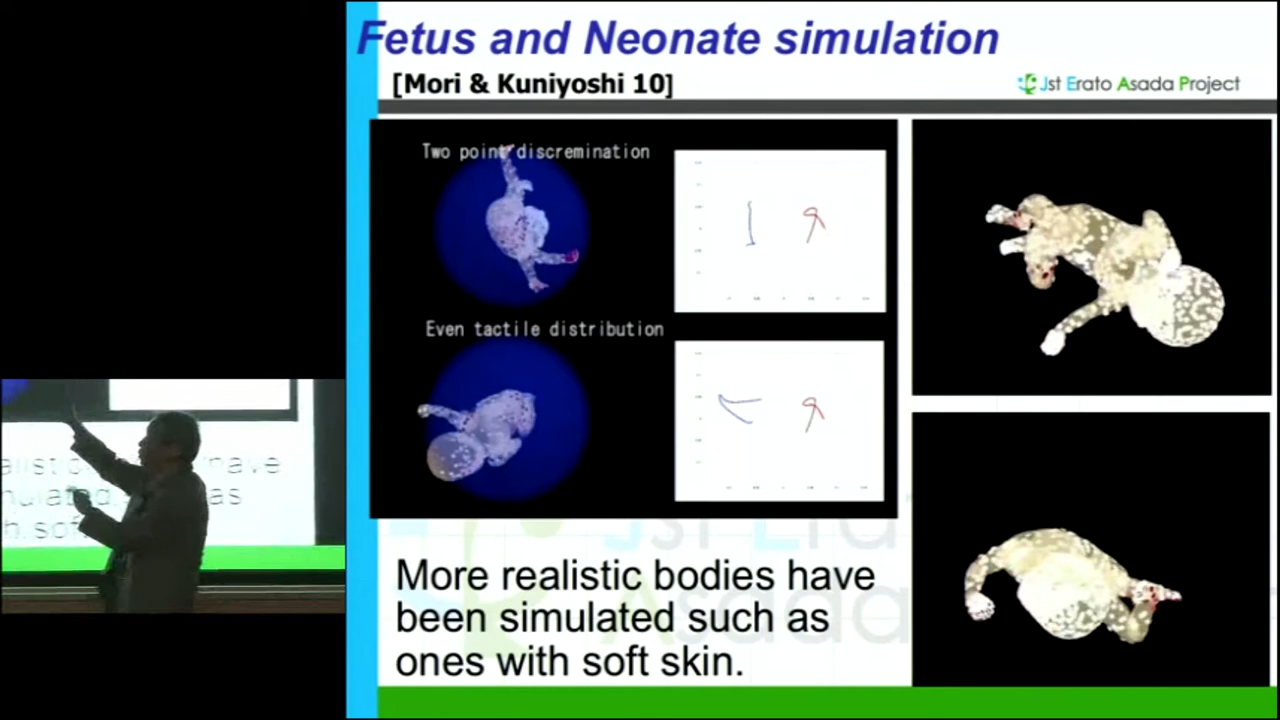 Fetus and Neonate simulation
[Mori & Kuniyoshi 10]
Jst Erato Asada Project
Two point discremination
Even tactile distribution
More realistic bodies have
been simulated such as
ones with soft skin.